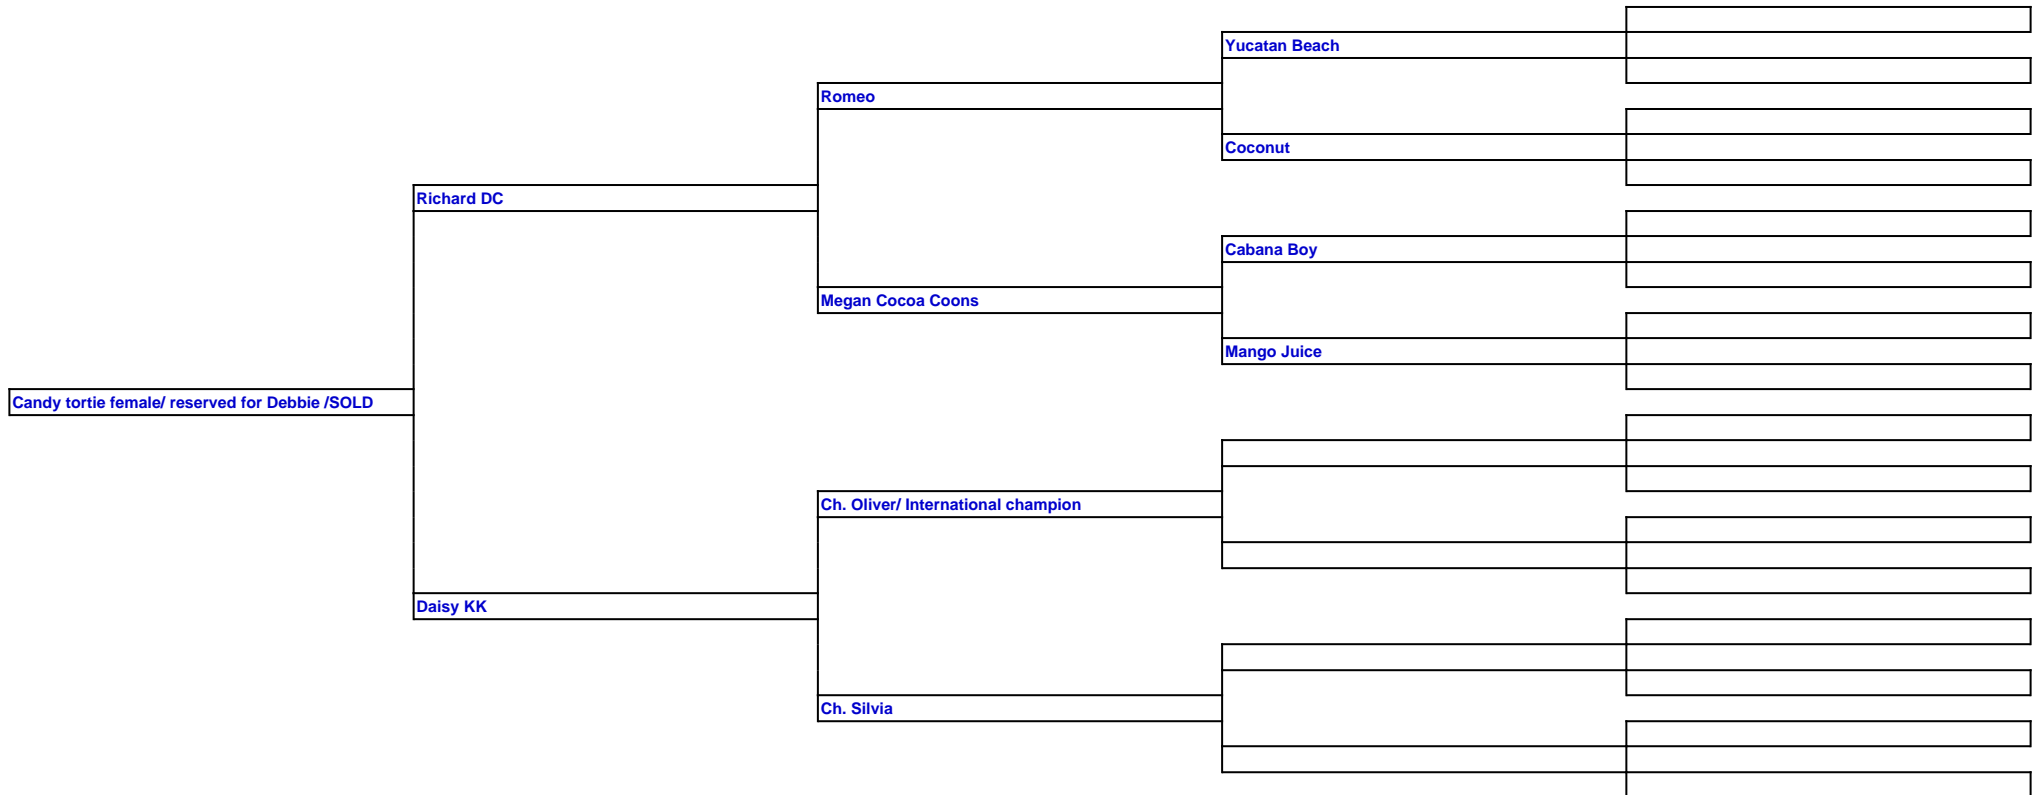 Yucatan Beach
Romeo
Coconut
Richard DC
Cabana Boy
Megan Cocoa Coons
Mango Juice
Candy tortie female/ reserved for Debbie /SOLD
Ch. Oliver/ International champion
Daisy KK
Ch. Silvia